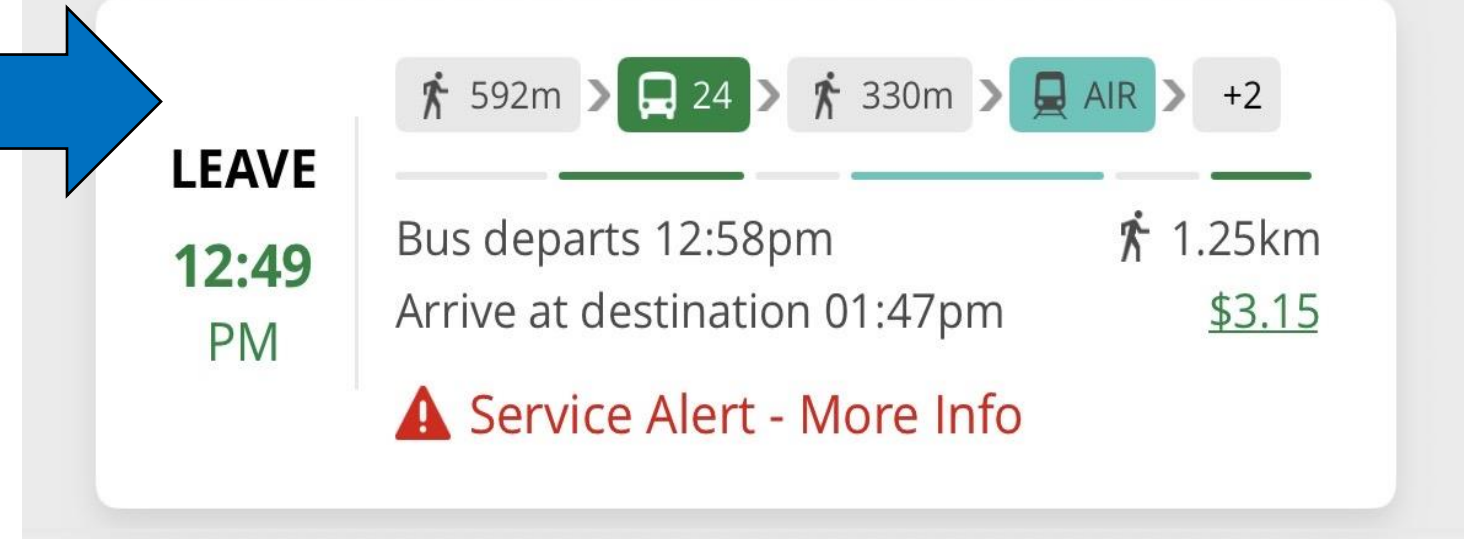 592m 24 330m AIR +2
LEAVE
12:49
PM
Bus departs 12:58pm 1.25km
Arrive at destination 01:47pm $3.15
Service Alert - More Info